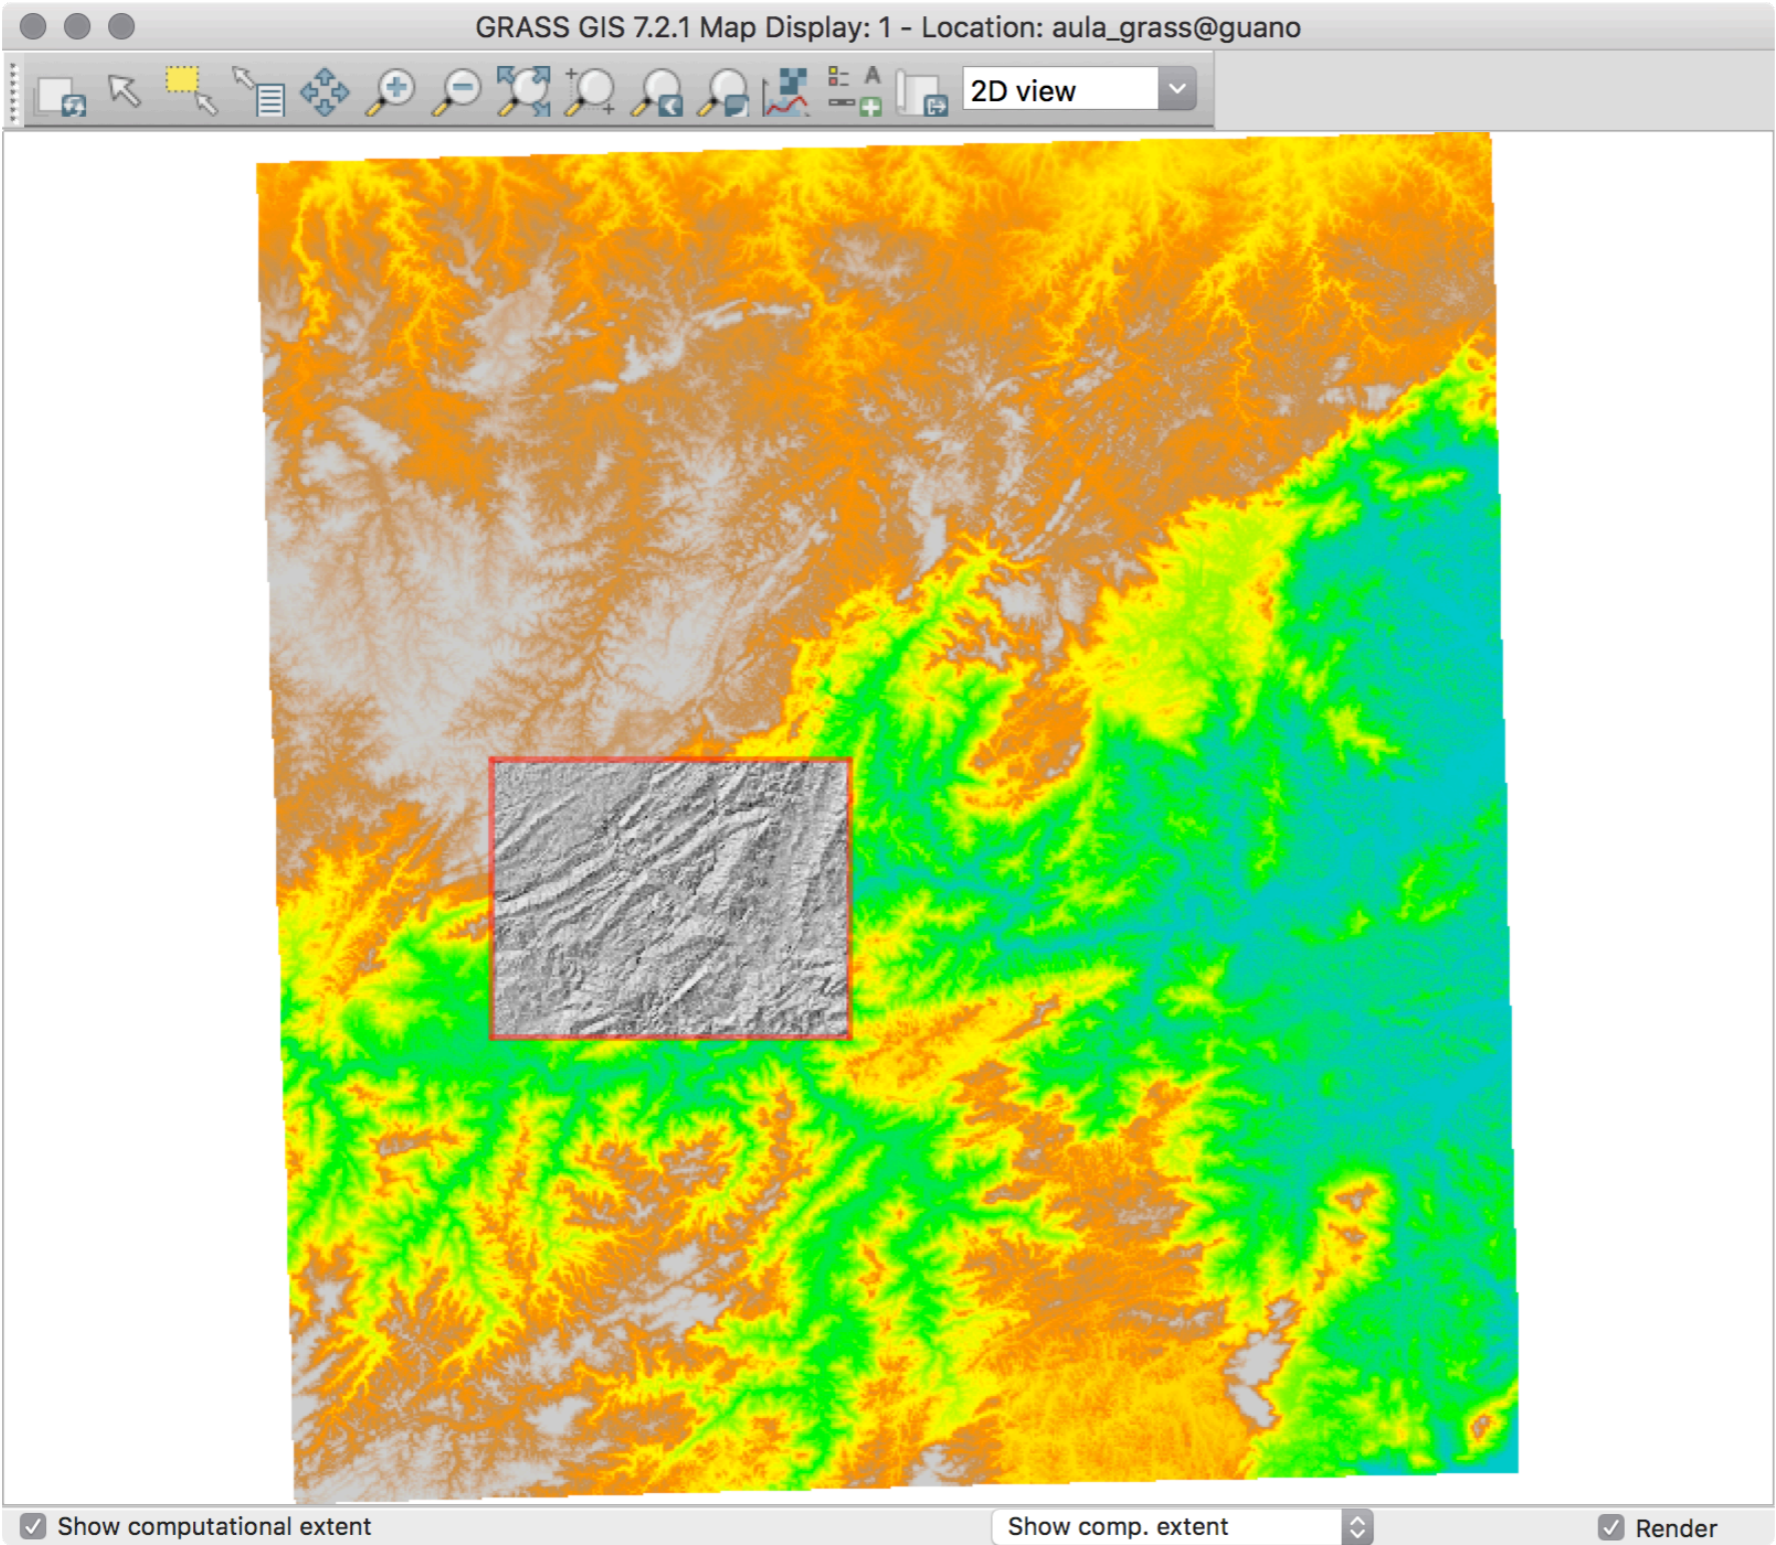 GRASS GIS 7.2.1 Map Display: 1 - Location: aula_grass@guano
A
2D view
Show computational extent
Show comp. extent
Render